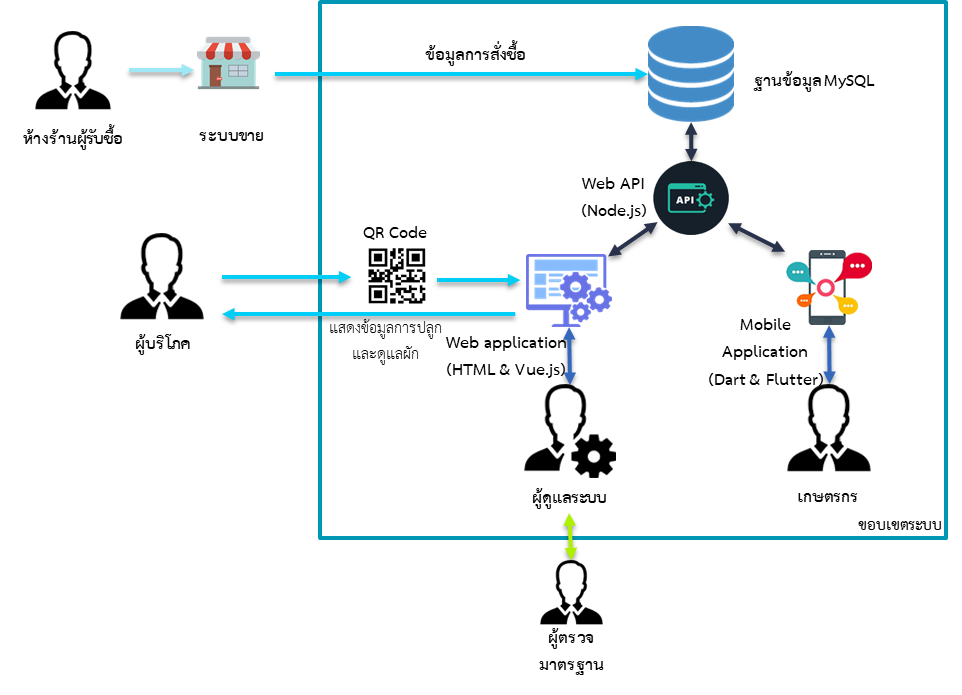 ข้อมูลการสั่งซื้อ
ฐานข้อมูล MySQL
ห้างร้านผู้รับซื้อ
ระบบขาย
Web API
(Node.js)
API
QR Code
แสดงข้อมูลการปลูก
และดูแลผัก
ผู้บริโภค
Web application
(HTML & Vue.js)
Mobile
Application
(Dart & Flutter)
ผู้ดูแลระบบ
เกษตรกร
ขอบเขตระบบ
ผู้ตรวจ
มาตรฐาน